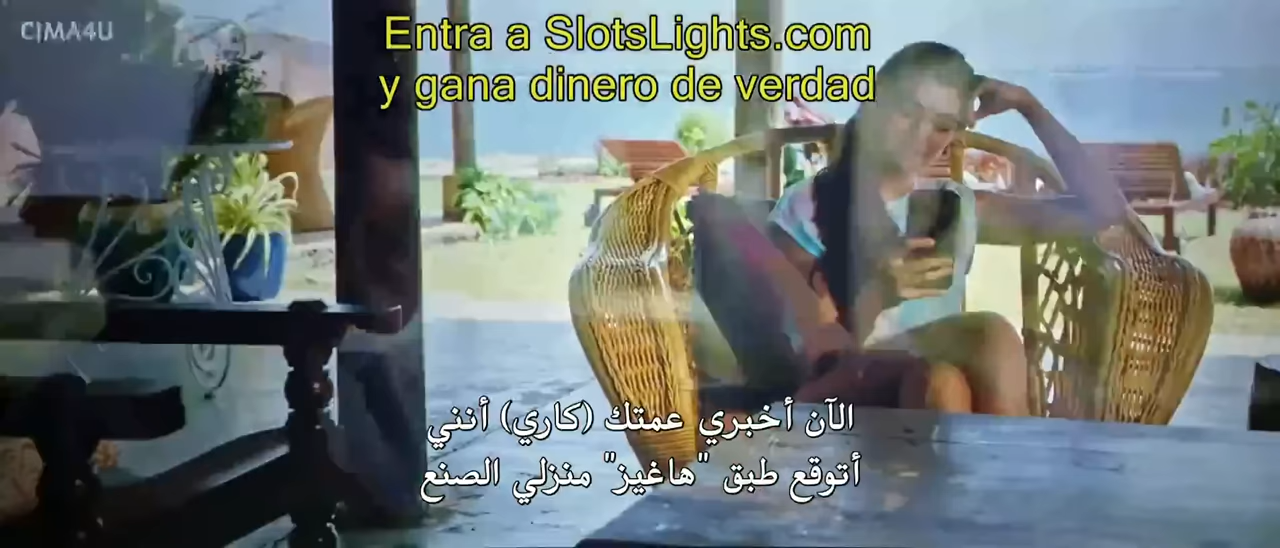 CIMA4U
Entra a SlotsLights.com
y gana dinero de verdad
الآن أخبري عمتك (كاري) أنني
أتوقع طبق "هاغيز" منزلي الصنع